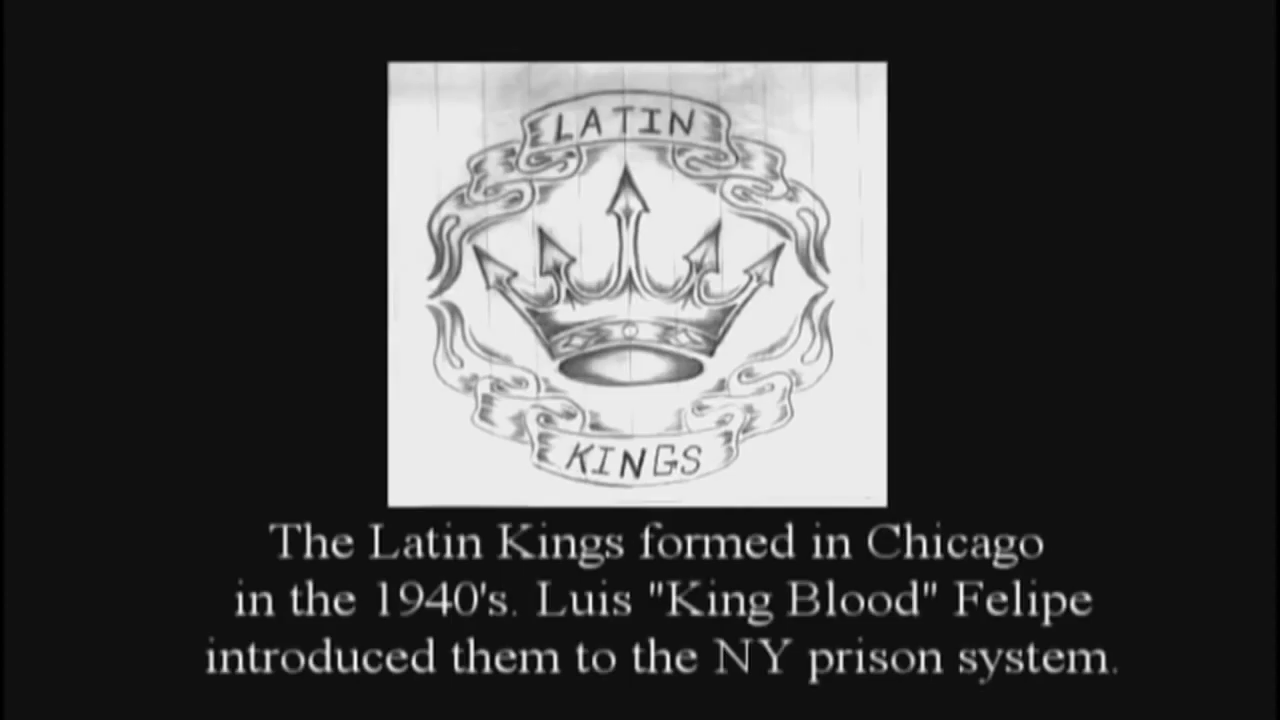 LATIN
KINGS
The Latin Kings formed in Chicago
in the 1940's. Luis "King Blood" Felipe
introduced them to the NY prison system.